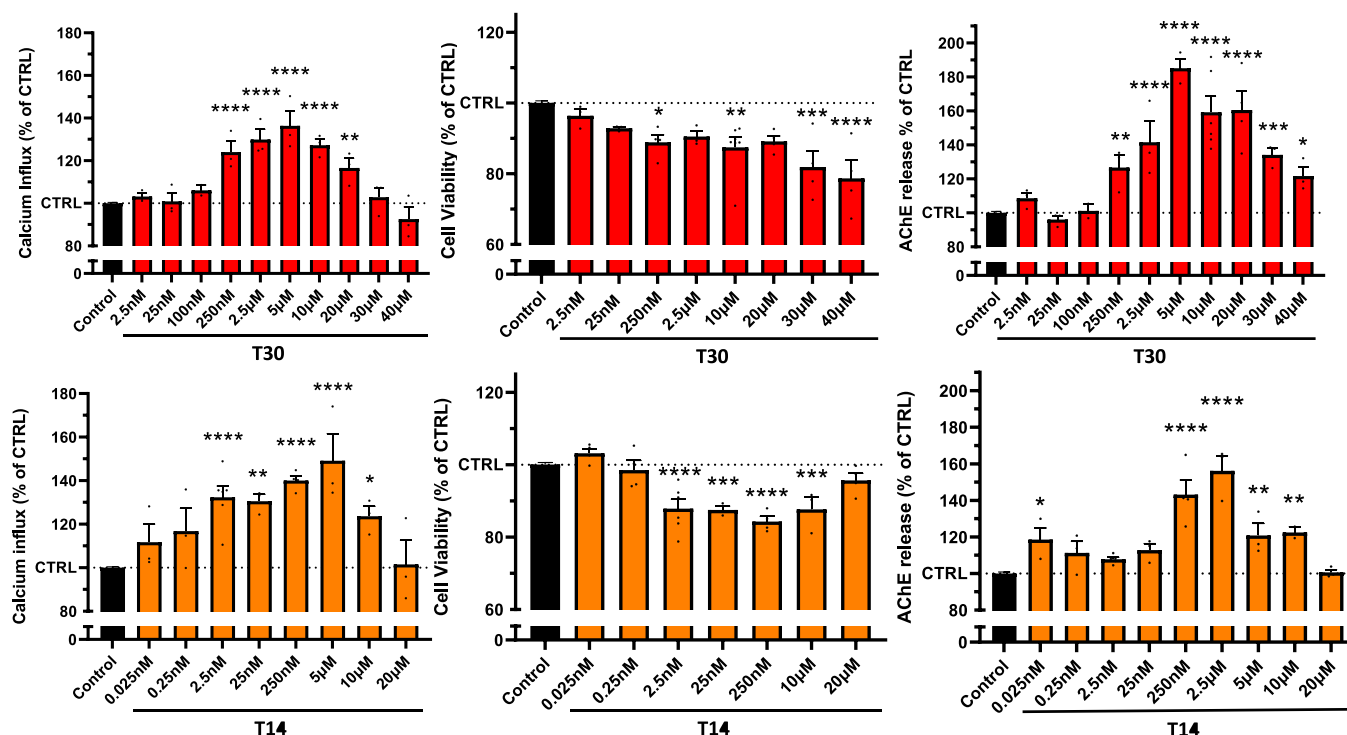 Calcium Influx (% of CTRL)
180
160
140
120
CTRL
80
0
**** **** **** **** **
Control 2.5nM 25nM 100nM 250nM 2.5µM 5µM 10µM 20µM 30µM 40µM
T30
Cell Viability (% of CTRL)
120
CTRL
80
60
0
* ** *** ****
Control 2.5nM 25nM 250nM 2.5µM 10µM 20µM 30µM 40µM
T30
AChE release % of CTRL
200
180
160
140
120
CTRL
80
0
** **** **** **** **** *** *
Control 2.5nM 25nM 100nM 250nM 2.5µM 5µM 10µM 20µM 30µM 40µM
T30
Calcium influx (% of CTRL)
180
160
140
120
CTRL
80
0
**** ** **** **** *
Control 0.025nM 0.25nM 2.5nM 25nM 250nM 5µM 10µM 20µM
T14
Cell Viability (% of CTRL)
120
CTRL
80
60
0
**** *** **** ***
Control 0.025nM 0.25nM 2.5nM 25nM 250nM 10µM 20µM
T14
AChE release (% of CTRL)
200
180
160
140
120
CTRL
80
0
* **** **** ** **
Control 0.025nM 0.25nM 2.5nM 25nM 250nM 2.5µM 5µM 10µM 20µM
T14